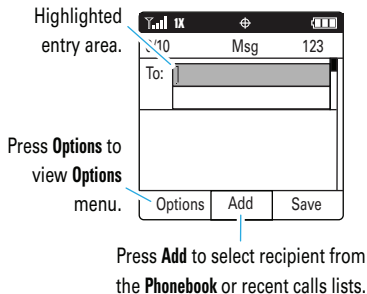 Highlighted
entry area.
1X
/10 Msg 123
To:
Press Options to
view Options
menu.
Options Add Save
Press Add to select recipient from
the Phonebook or recent calls lists.